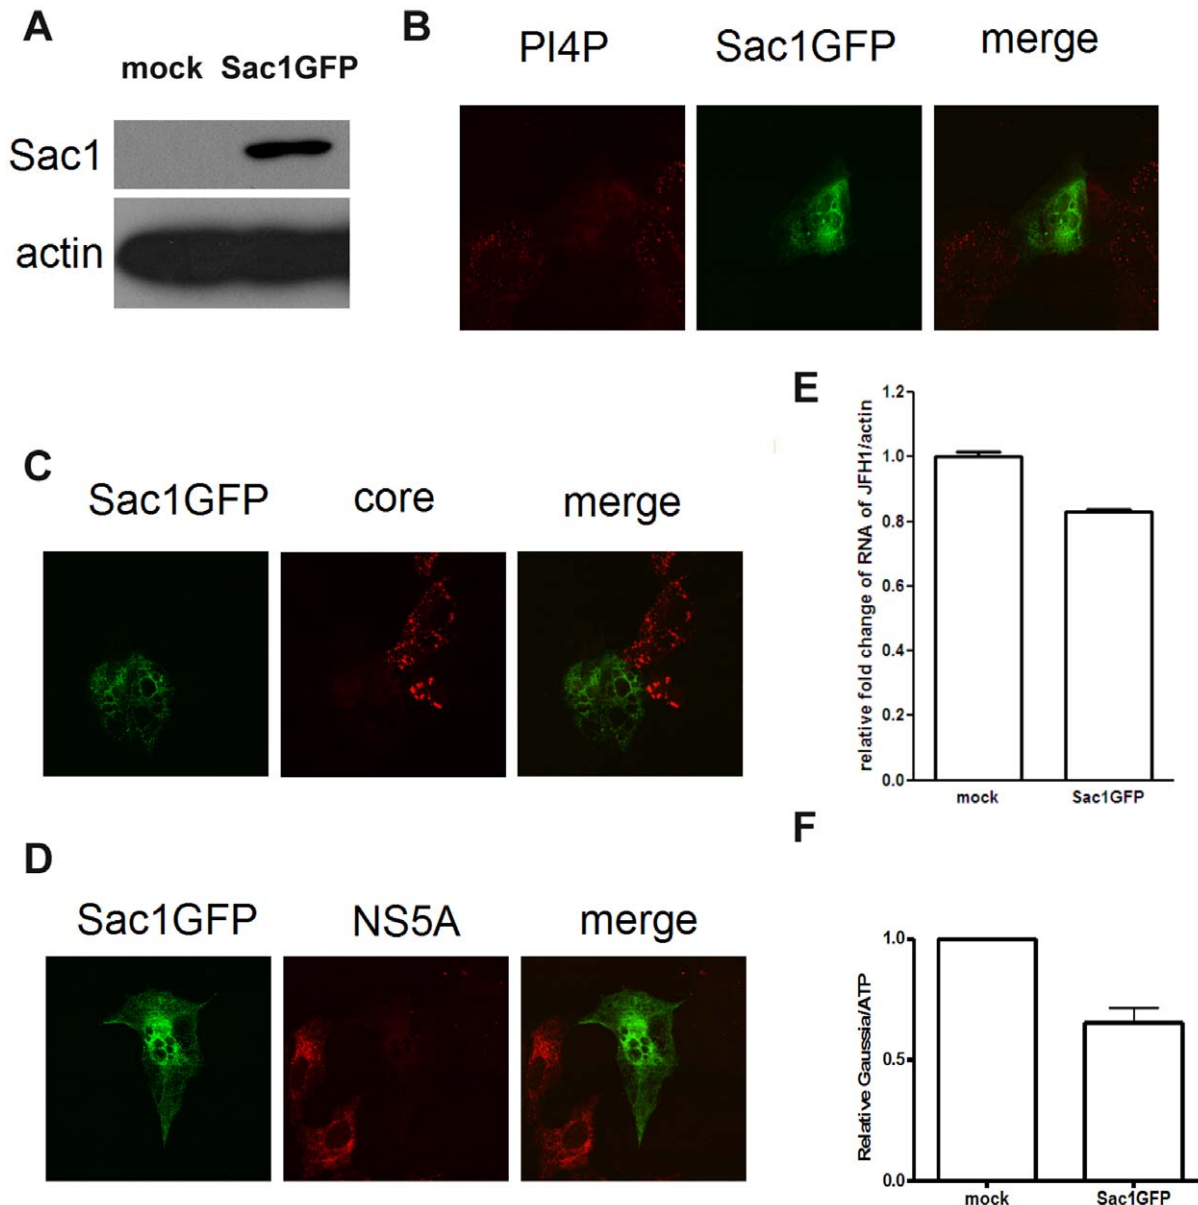 A
mock Sac1GFP
Sac1
actin
B
PI4P Sac1GFP merge
C
Sac1GFP core merge
D
Sac1GFP NS5A merge
E
relative fold change of RNA of JFH1/actin
1.2
1.0
0.8
0.6
0.4
0.2
0.0
mock Sac1GFP
F
Relative Gaussia/ATP
1.0
0.5
0.0
mock Sac1GFP